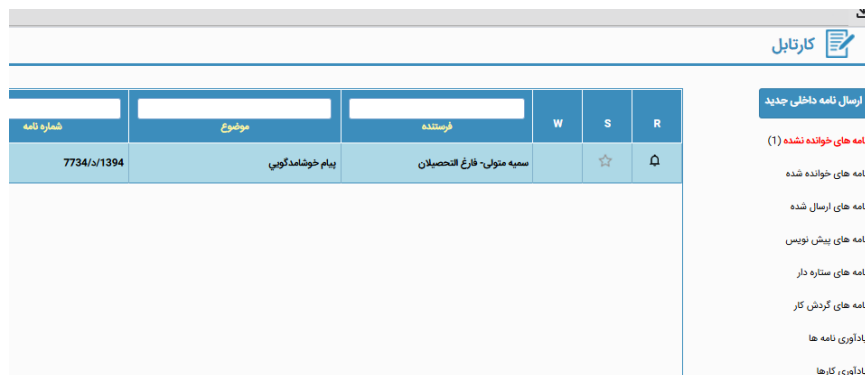 کارتابل
ارسال نامه داخلی جدید
R S W فرستنده موضوع شماره نامه
سمیه متولی- فارغ التحصیلان پیام خوشامدگویي 7734/د/1394
نامه های خوانده نشده (1)
نامه های خوانده شده
نامه های ارسال شده
نامه های پیش نویس
نامه های ستاره دار
نامه های گردش کار
یادآوری نامه ها
یادآوری کارها